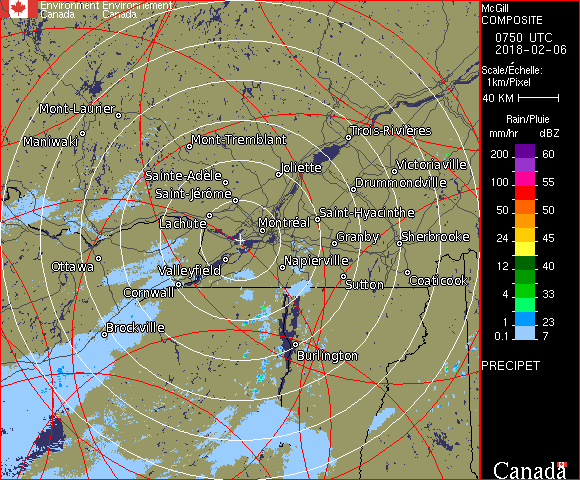 Environment Environnement
Canada Canada
McGill
COMPOSITE
0750 UTC
2018-02-06
Scale/Échelle:
1km/Pixel
40 KM
Rain/Pluie
mm/hr dBZ
200 60
100 55
50 50
24 45
12 40
4 33
1 23
0.1 7
PRECIPET
Canada
Mont-Laurier
Maniwaki
Mont-Tremblant
Trois-Rivières
Joliette
Victoriaville
Sainte-Adèle
Drummondville
Saint-Jérôme
Saint-Hyacinthe
Lachute
Montréal
Granby
Sherbrooke
Ottawa
Valleyfield
Napierville
Cornwall
Sutton
Coaticook
Brockville
Burlington